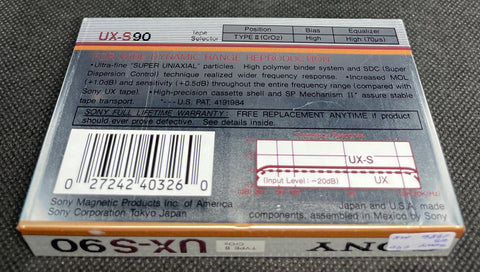 UX-S90
Tape Selector
Position Bias Equalizer
TYPE II (CrO2) High High (70μs)
DYNAMIC RANGE REPRODUCTION
•Ultra-fine "SUPER UNIAXIAL" particles. High polymer binder system and SDC (Super
Dispersion Control) technique realized wider frequency response. •Increased MOL
(+1.0dB) and sensitivity (+0.5dB) throughout the entire frequency range (compared with
Sony UX tape). •High-precision cassette shell and SP Mechanism II* assure stable
tape transport. *--- U.S. PAT. 4191984
SONY FULL LIFETIME WARRANTY: FREE REPLACEMENT ANYTIME if product
should ever prove defective. See details inside.
Frequency Response
UX-S
(Input Level: −20dB) UX
0 27242 40326 0
Sony Magnetic Products Inc. of America
Sony Corporation Tokyo Japan
Japan and U.S.A. made
components, assembled in Mexico by Sony
UX-S90
TYPE II
CrO2
SONY